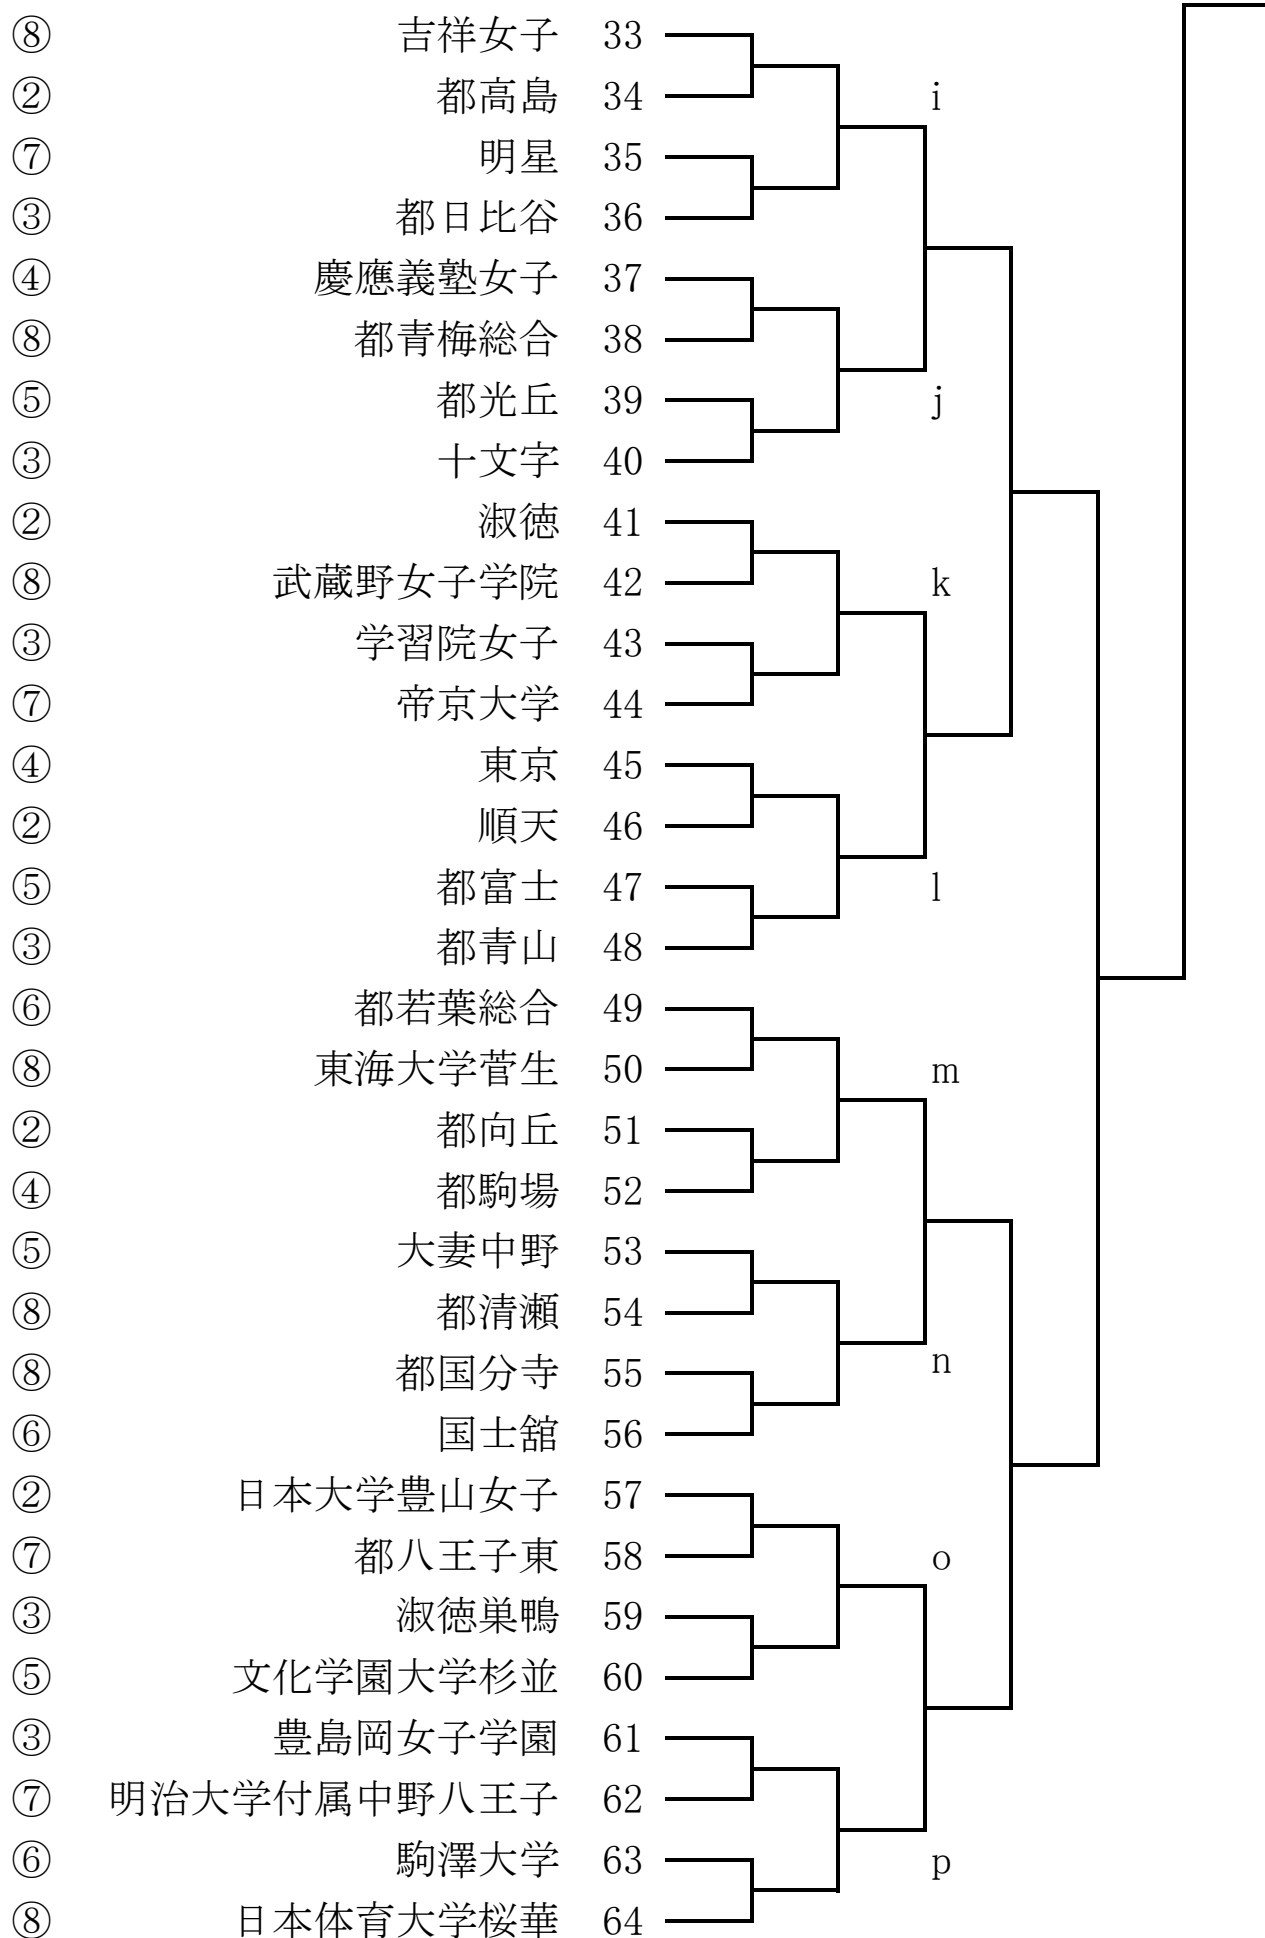 ⑧ 吉祥女子 33
② 都高島 34 i
⑦ 明星 35
③ 都日比谷 36
④ 慶應義塾女子 37
⑧ 都青梅総合 38
⑤ 都光丘 39 j
③ 十文字 40
② 淑徳 41
⑧ 武蔵野女子学院 42 k
③ 学習院女子 43
⑦ 帝京大学 44
④ 東京 45
② 順天 46
⑤ 都富士 47 l
③ 都青山 48
⑥ 都若葉総合 49
⑧ 東海大学菅生 50 m
② 都向丘 51
④ 都駒場 52
⑤ 大妻中野 53
⑧ 都清瀬 54
⑧ 都国分寺 55 n
⑥ 国士舘 56
② 日本大学豊山女子 57
⑦ 都八王子東 58 o
③ 淑徳巣鴨 59
⑤ 文化学園大学杉並 60
③ 豊島岡女子学園 61
⑦ 明治大学付属中野八王子 62
⑥ 駒澤大学 63 p
⑧ 日本体育大学桜華 64